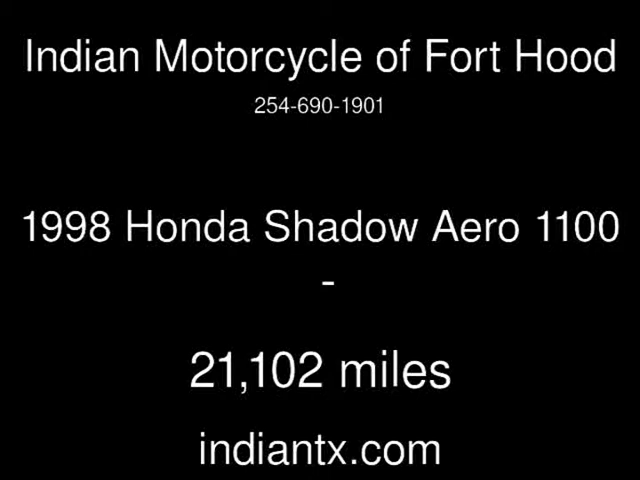 Indian Motorcycle of Fort Hood
254-690-1901
1998 Honda Shadow Aero 1100
-
21,102 miles
indiantx.com